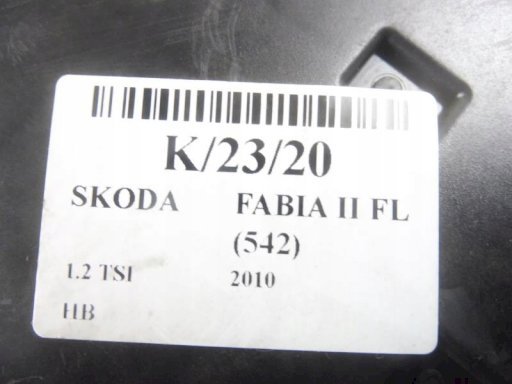 K/23/20
SKODA FABIA II FL
(542)
1.2 TSI 2010
HB